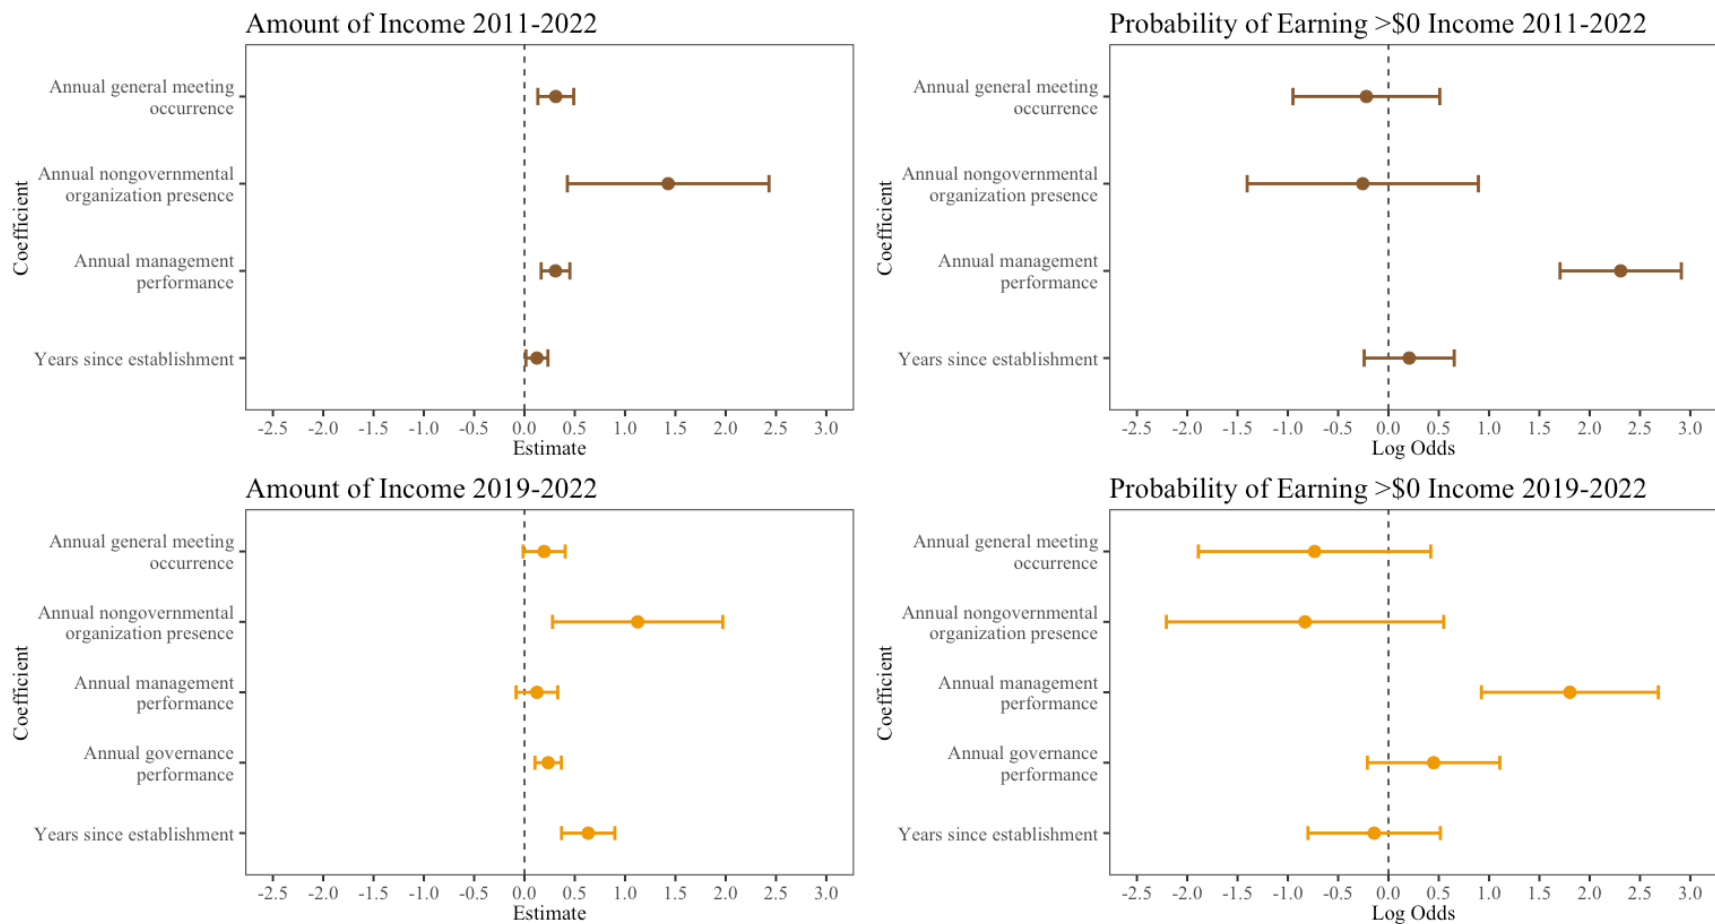 Amount of Income 2011-2022
Coefficient
Annual general meeting
occurrence
Annual nongovernmental
organization presence
Annual management
performance
Years since establishment
-2.5 -2.0 -1.5 -1.0 -0.5 0.0 0.5 1.0 1.5 2.0 2.5 3.0
Estimate
Probability of Earning >$0 Income 2011-2022
Coefficient
Annual general meeting
occurrence
Annual nongovernmental
organization presence
Annual management
performance
Years since establishment
-2.5 -2.0 -1.5 -1.0 -0.5 0.0 0.5 1.0 1.5 2.0 2.5 3.0
Log Odds
Amount of Income 2019-2022
Coefficient
Annual general meeting
occurrence
Annual nongovernmental
organization presence
Annual management
performance
Annual governance
performance
Years since establishment
-2.5 -2.0 -1.5 -1.0 -0.5 0.0 0.5 1.0 1.5 2.0 2.5 3.0
Estimate
Probability of Earning >$0 Income 2019-2022
Coefficient
Annual general meeting
occurrence
Annual nongovernmental
organization presence
Annual management
performance
Annual governance
performance
Years since establishment
-2.5 -2.0 -1.5 -1.0 -0.5 0.0 0.5 1.0 1.5 2.0 2.5 3.0
Log Odds